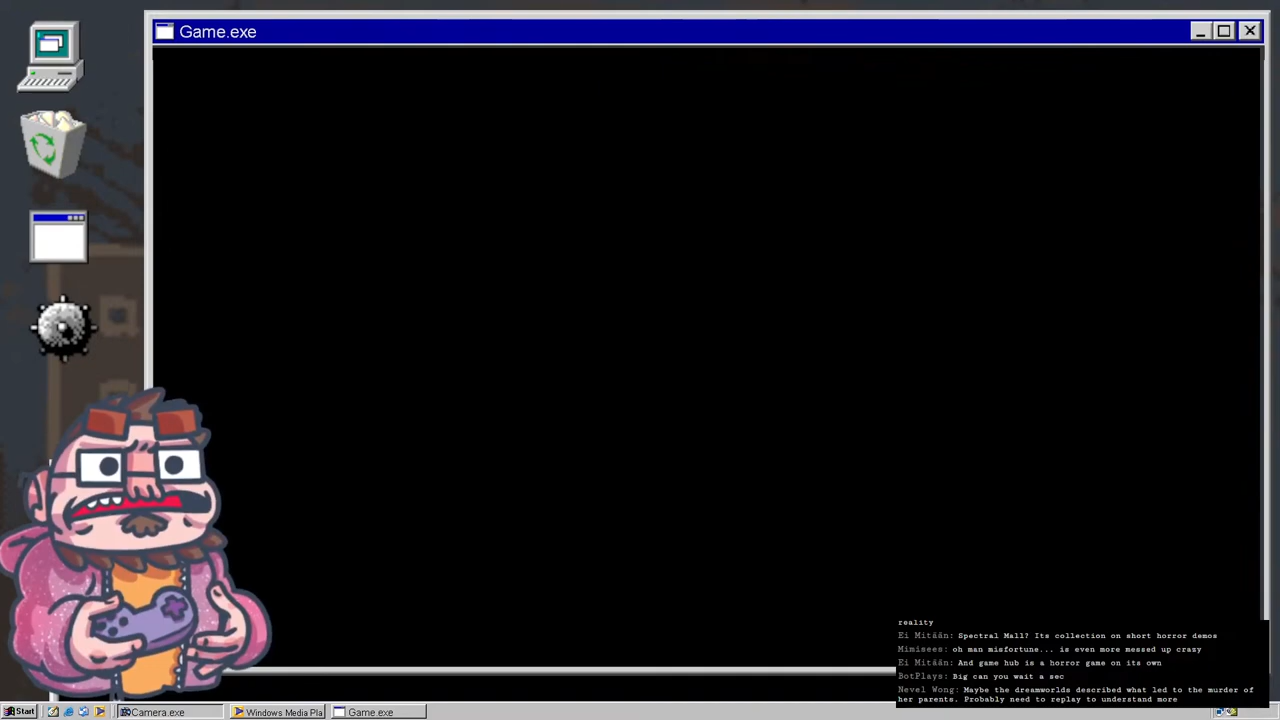 Game.exe
reality
Ei Mitään: Spectral Mall? Its collection on short horror demos
Mimisees: oh man misfortune... is even more messed up crazy
Ei Mitään: And game hub is a horror game on its own
BotPlays: Big can you wait a sec
Nevel Wong: Maybe the dreamworlds described what led to the murder of
her parents. Probably need to replay to understand more
Start
Camera.exe
Windows Media Pla
Game.exe